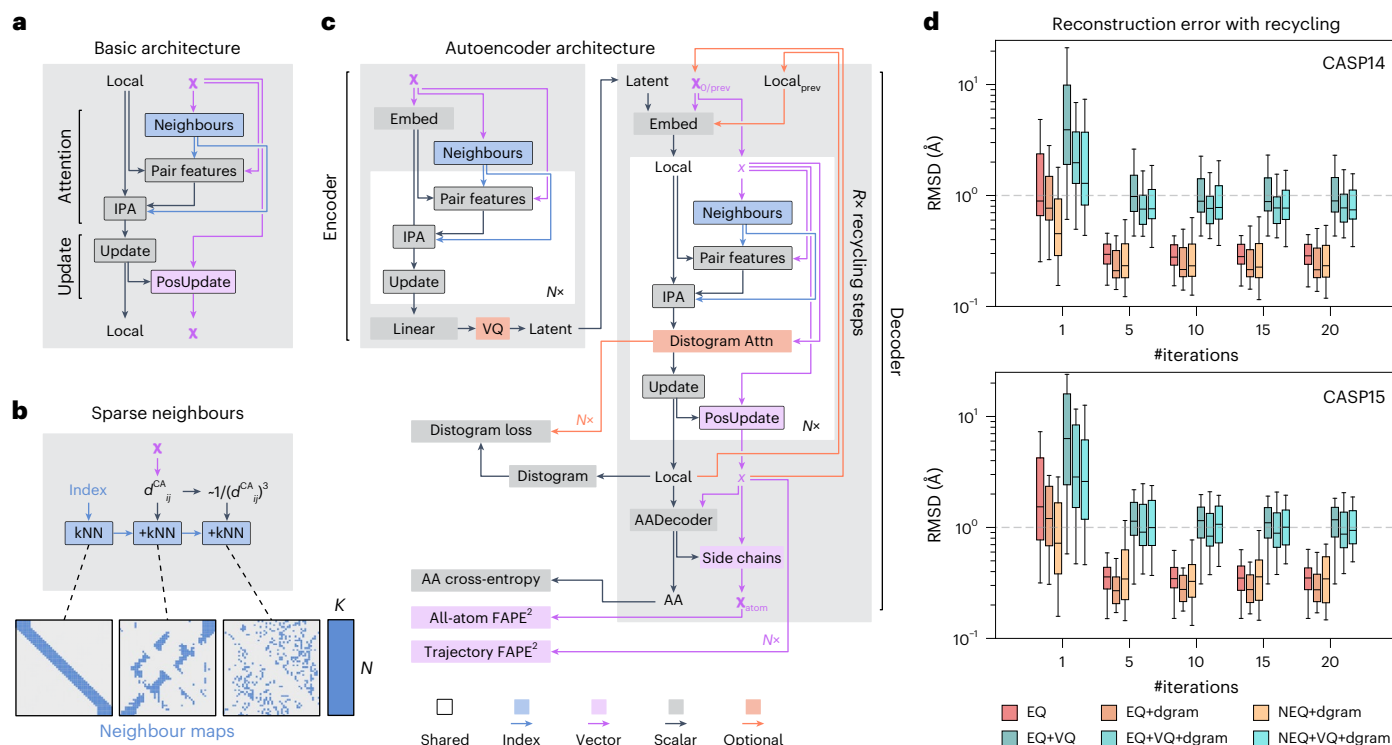 a
Basic architecture
Local
x
Neighbours
Pair features
IPA
Update
PosUpdate
Local
x
Attention
Update
b
Sparse neighbours
x
Index
d^CA_ij
~1/(d^CA_ij)^3
kNN
+kNN
+kNN
K
N
Neighbour maps
c
Autoencoder architecture
Encoder
x
Embed
Neighbours
Pair features
IPA
Update
N×
Linear
VQ
Latent
Latent
x_0/prev
Local_prev
Embed
Local
x
Neighbours
Pair features
IPA
Distogram Attn
Update
PosUpdate
N×
R× recycling steps
Decoder
N×
Distogram loss
Distogram
Local
x
AADecoder
Side chains
AA cross-entropy
AA
x_atom
All-atom FAPE²
N×
Trajectory FAPE²
Shared
Index
Vector
Scalar
Optional
d
Reconstruction error with recycling
CASP14
RMSD (Å)
10¹
10⁰
10⁻¹
1
5
10
15
20
#iterations
CASP15
RMSD (Å)
10¹
10⁰
10⁻¹
1
5
10
15
20
#iterations
EQ
EQ+dgram
NEQ+dgram
EQ+VQ
EQ+VQ+dgram
NEQ+VQ+dgram